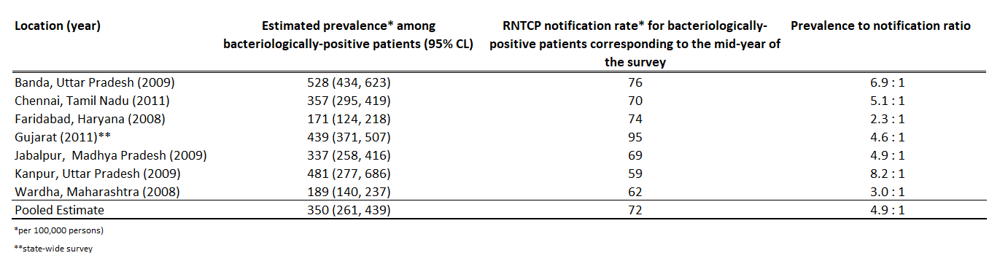 Location (year) Estimated prevalence* among bacteriologically-positive patients (95% CL) RNTCP notification rate* for bacteriologically-positive patients corresponding to the mid-year of the survey Prevalence to notification ratio
Banda, Uttar Pradesh (2009) 528 (434, 623) 76 6.9 : 1
Chennai, Tamil Nadu (2011) 357 (295, 419) 70 5.1 : 1
Faridabad, Haryana (2008) 171 (124, 218) 74 2.3 : 1
Gujarat (2011)** 439 (371, 507) 95 4.6 : 1
Jabalpur, Madhya Pradesh (2009) 337 (258, 416) 69 4.9 : 1
Kanpur, Uttar Pradesh (2009) 481 (277, 686) 59 8.2 : 1
Wardha, Maharashtra (2008) 189 (140, 237) 62 3.0 : 1
Pooled Estimate 350 (261, 439) 72 4.9 : 1
*per 100,000 persons)
**state-wide survey